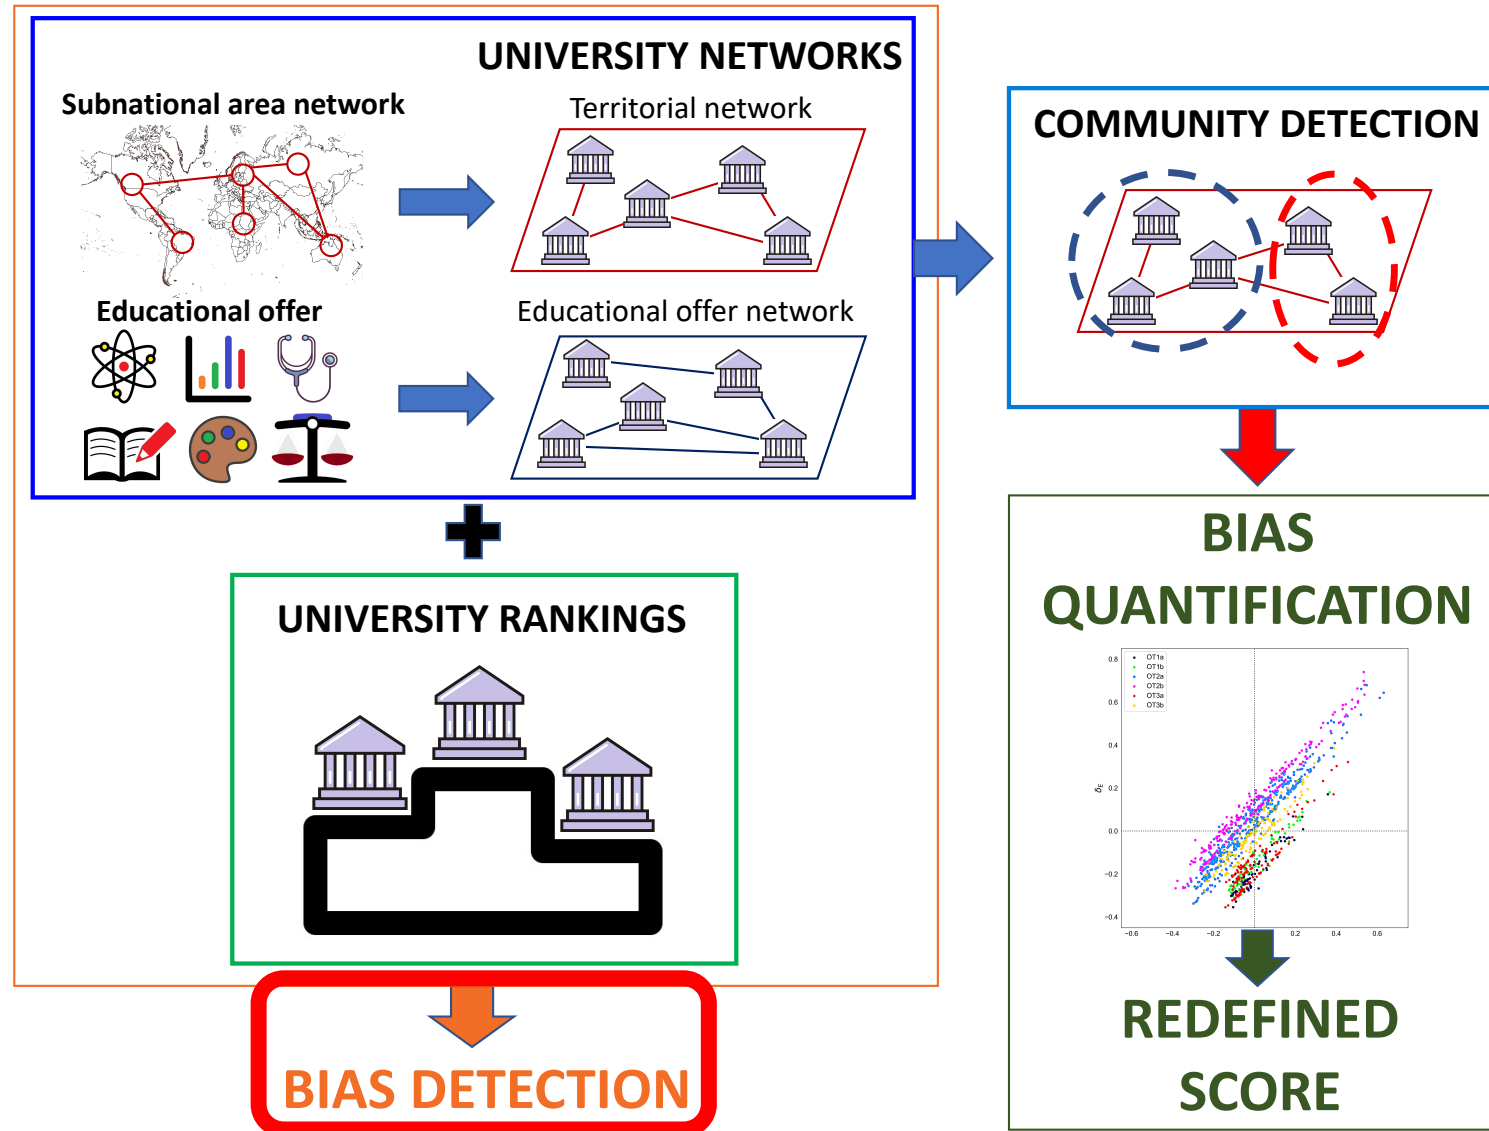 UNIVERSITY NETWORKS
Subnational area network
Territorial network
Educational offer
Educational offer network
UNIVERSITY RANKINGS
BIAS DETECTION
COMMUNITY DETECTION
BIAS
QUANTIFICATION
OT1a
OT1b
OT2a
OT2b
OT3a
OT3b
0.8
0.6
0.4
0.2
0.0
−0.2
−0.4
δE
−0.6 −0.4 −0.2 0.2 0.4 0.6
REDEFINED
SCORE